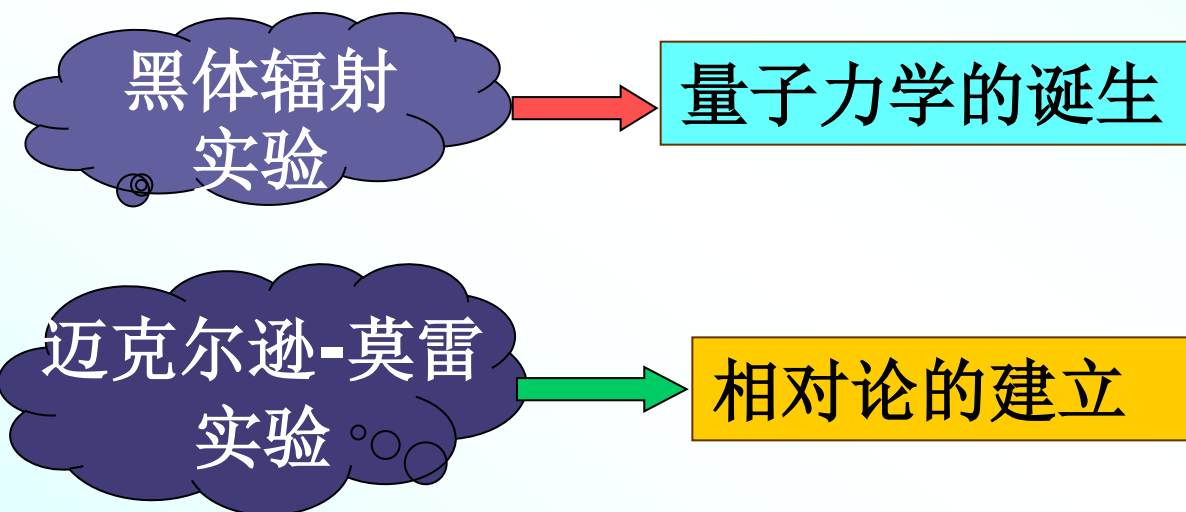 黑体辐射
实验
量子力学的诞生
迈克尔逊-莫雷
实验
相对论的建立